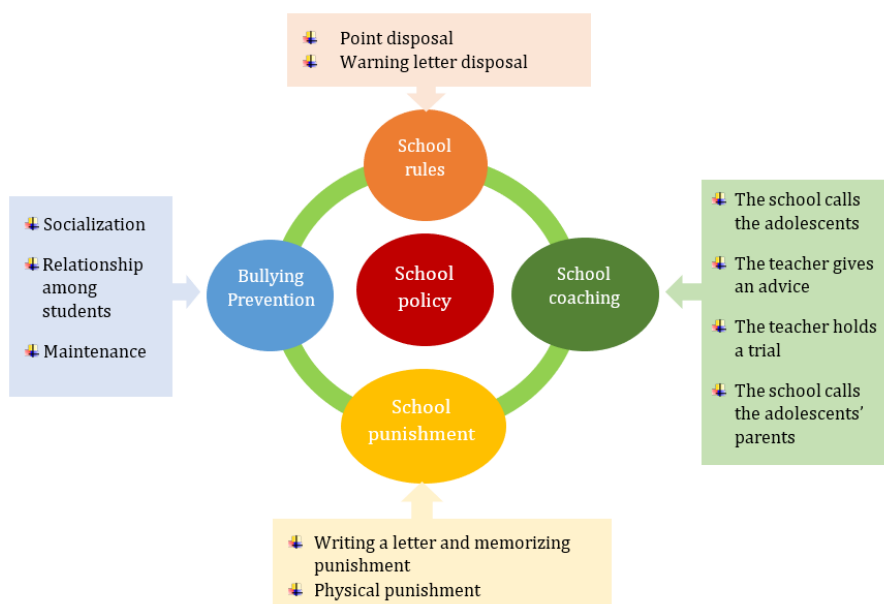 Point disposal
Warning letter disposal
School
rules
Socialization
Relationship
among
students
Maintenance
Bullying
Prevention
School
policy
School
coaching
The school calls
the adolescents
The teacher gives
an advice
The teacher holds
a trial
The school calls
the adolescents’
parents
School
punishment
Writing a letter and memorizing
punishment
Physical punishment